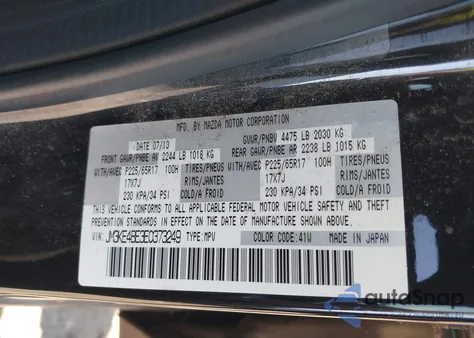 MFD. BY MAZDA MOTOR CORPORATION
DATE 07/13 GVWR/PNBV 4475 LB 2030 KG
FRONT GAWR/PNBE AV 2244 LB 1018 KG REAR GAWR/PNBE AR 2238 LB 1015 KG
WITH/AVEC P225/65R17 100H TIRES/PNEUS WITH/AVEC P225/65R17 100H TIRES/PNEUS
17X7J RIMS/JANTES 17X7J RIMS/JANTES
230 KPA/34 PSI COLD/A FROID 230 KPA/34 PSI COLD/A FROID
THIS VEHICLE CONFORMS TO ALL APPLICABLE FEDERAL MOTOR VEHICLE SAFETY AND
THEFT PREVENTION STANDARDS IN EFFECT ON THE DATE OF MANUFACTURE SHOWN ABOVE.
VIN: JM3KE4BE3E0373249 TYPE:MPV COLOR CODE:41W MADE IN JAPAN
autoSnap